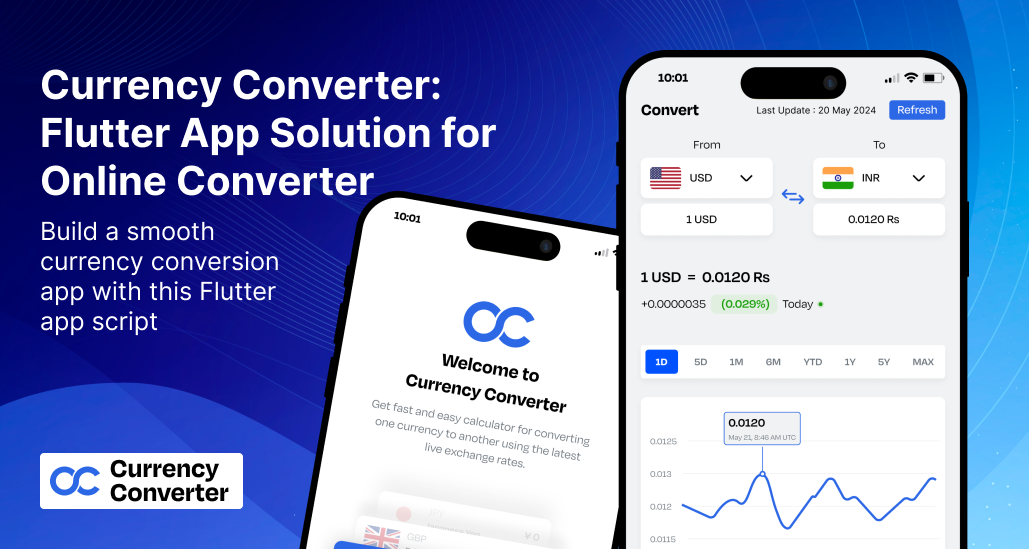 Currency Converter:
Flutter App Solution for
Online Converter
Build a smooth
currency conversion
app with this Flutter
app script
Currency
Converter
10:01
Welcome to
Currency Converter
Get fast and easy calculator for converting
one currency to another using the latest
live exchange rates.
GBP
10:01
Convert
Last Update : 20 May 2024
Refresh
From
To
USD
INR
1 USD
0.0120 Rs
1 USD = 0.0120 Rs
+0.0000035 (0.029%) Today
1D 5D 1M 6M YTD 1Y 5Y MAX
0.0120
May 21, 8:46 AM UTC
0.0125
0.013
0.012
0.0115